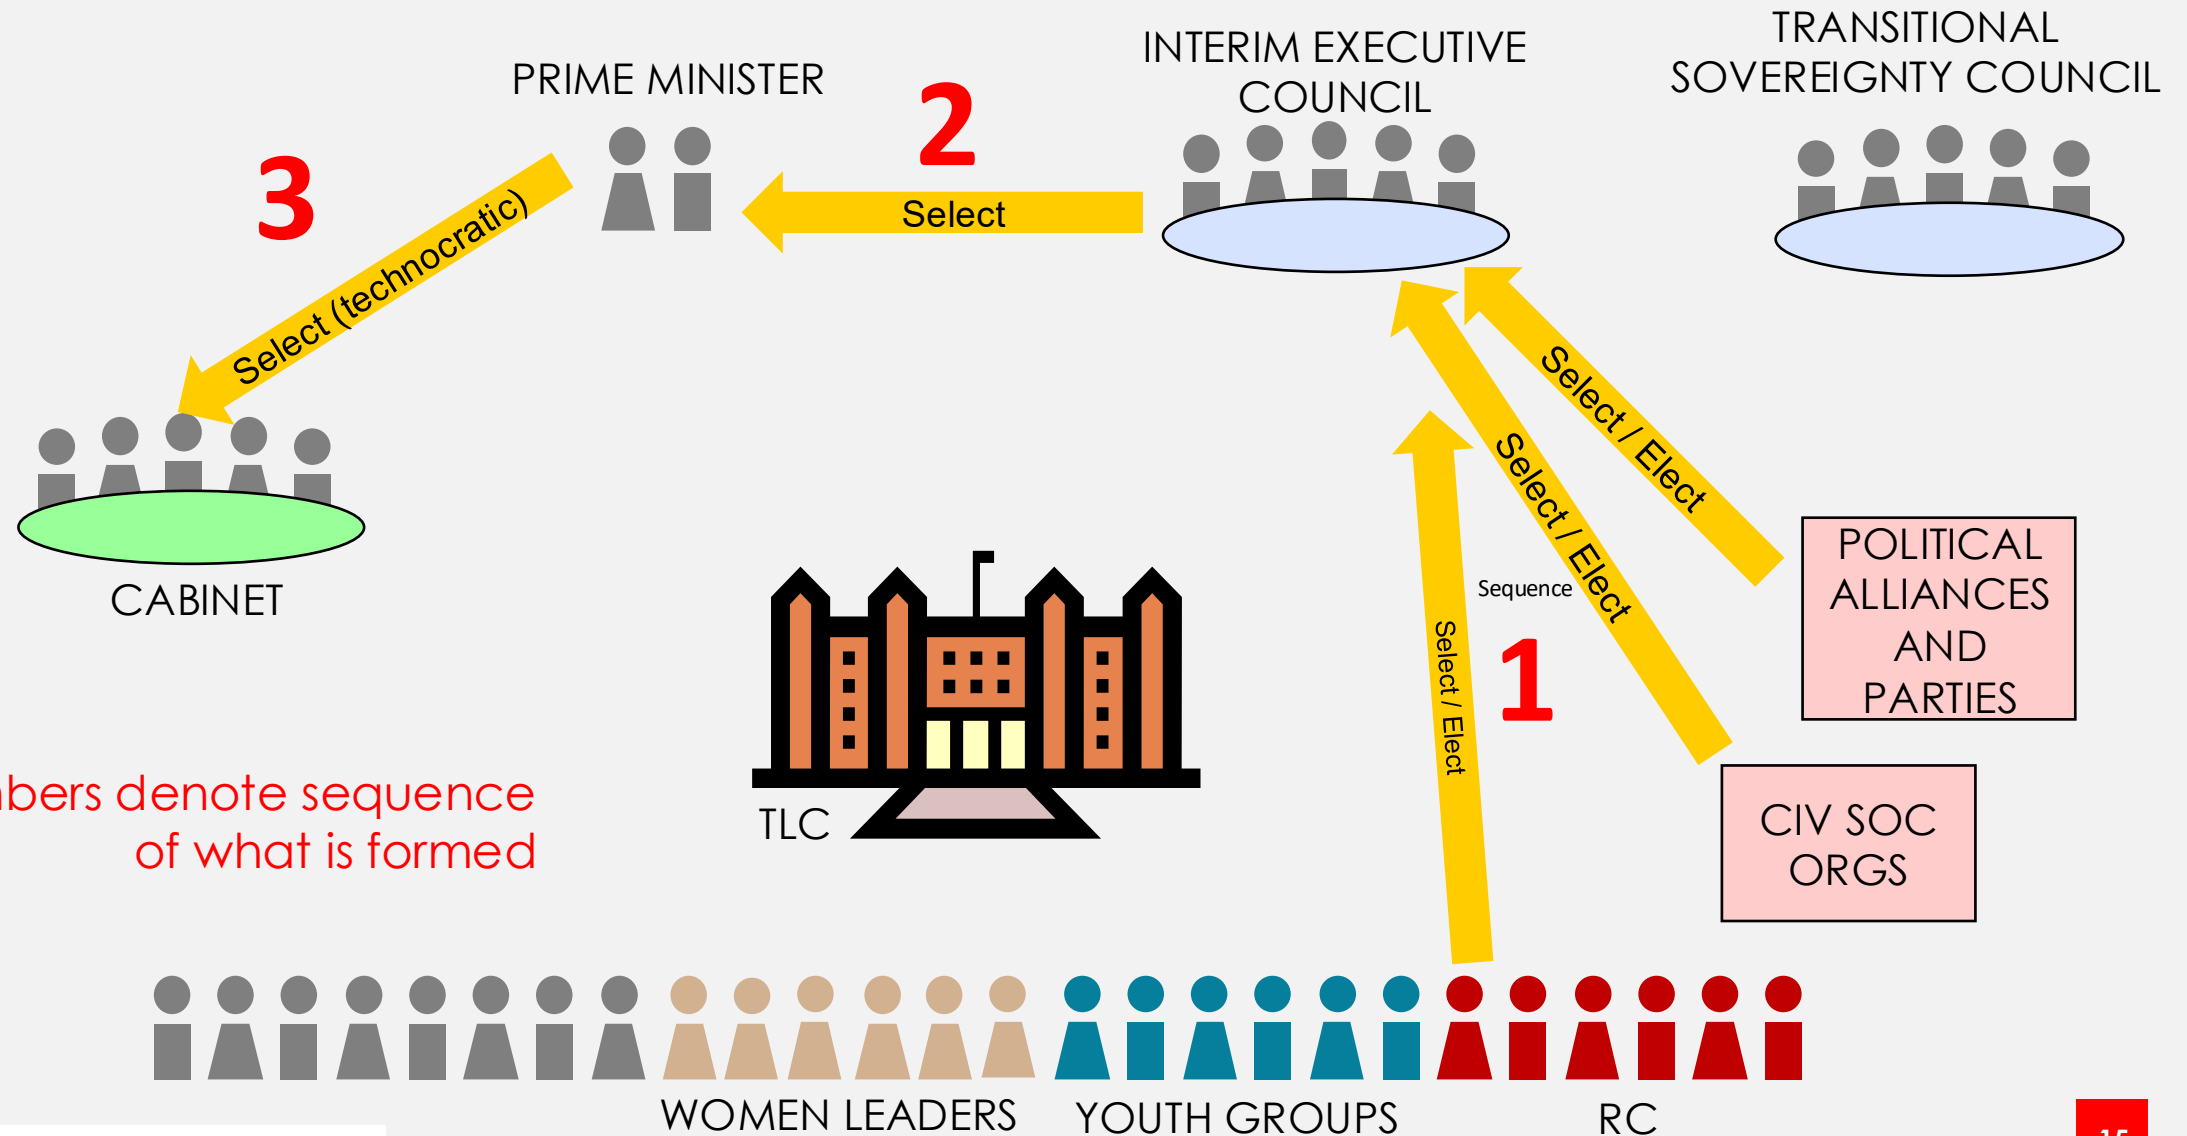 TRANSITIONAL
SOVEREIGNTY COUNCIL
INTERIM EXECUTIVE
COUNCIL
PRIME MINISTER
2
Select
3
Select (technocratic)
CABINET
Select / Elect
Select / Elect
Sequence
1
Select / Elect
POLITICAL
ALLIANCES
AND
PARTIES
CIV SOC
ORGS
TLC
denote sequence
of what is formed
WOMEN LEADERS
YOUTH GROUPS
RC